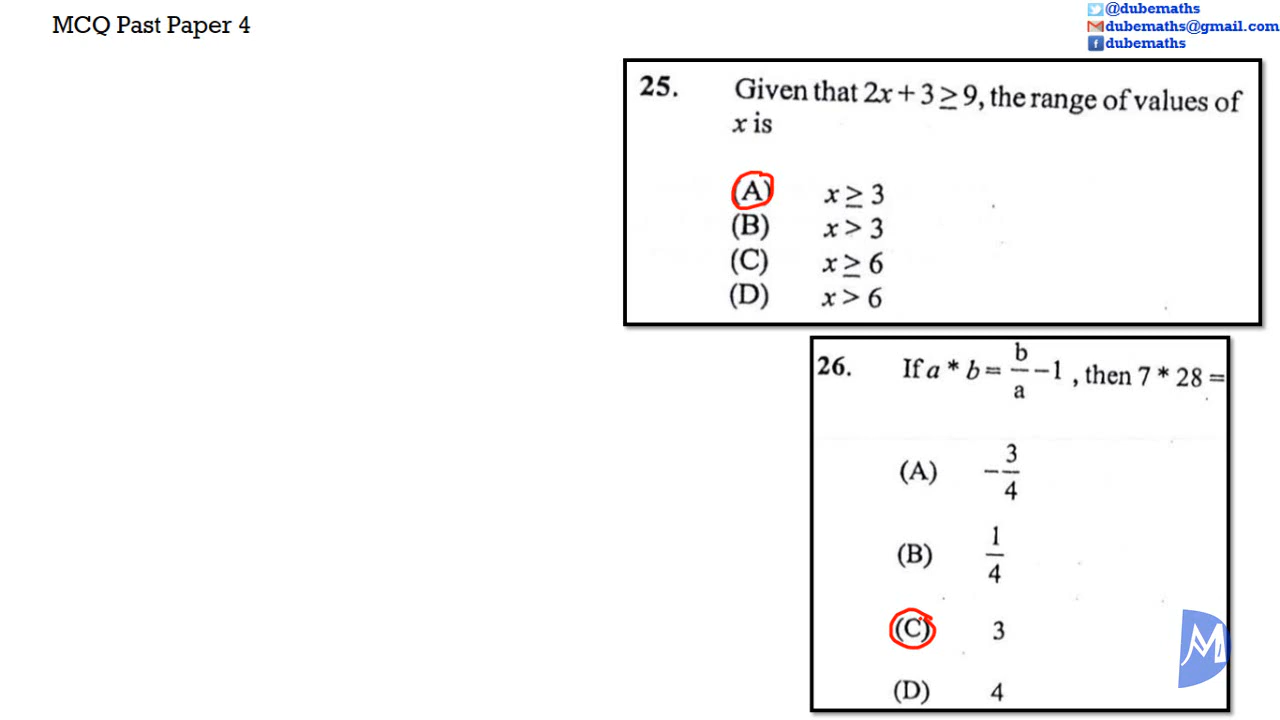 MCQ Past Paper 4
@dubemaths
dubemaths@gmail.com
dubemaths
25. Given that 2x + 3 ≥ 9, the range of values of
x is
(A) x ≥ 3
(B) x > 3
(C) x ≥ 6
(D) x > 6
26. If a * b = b/a − 1, then 7 * 28 =
(A) −3/4
(B) 1/4
(C) 3
(D) 4
M